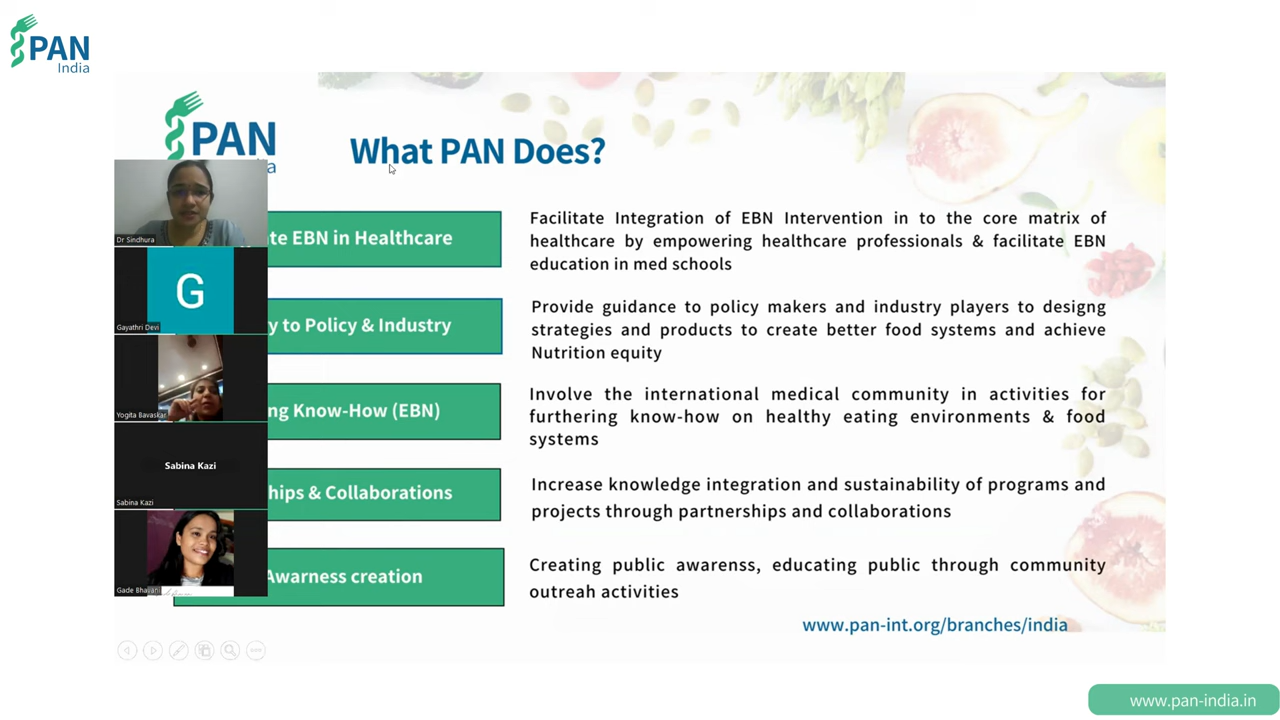 PAN
India
PAN
What PAN Does?
Dr Sindhura
EBN in Healthcare
Facilitate Integration of EBN Intervention in to the core matrix of
healthcare by empowering healthcare professionals & facilitate EBN
education in med schools
G
Gayathri Devi
to Policy & Industry
Provide guidance to policy makers and industry players to designg
strategies and products to create better food systems and achieve
Nutrition equity
Yogita Bavaskar
Know-How (EBN)
Involve the international medical community in activities for
furthering know-how on healthy eating environments & food
systems
Sabina Kazi
Sabina Kazi
& Collaborations
Increase knowledge integration and sustainability of programs and
projects through partnerships and collaborations
Gade Bhavani
Awarness creation
Creating public awarenss, educating public through community
outreah activities
www.pan-int.org/branches/india
www.pan-india.in